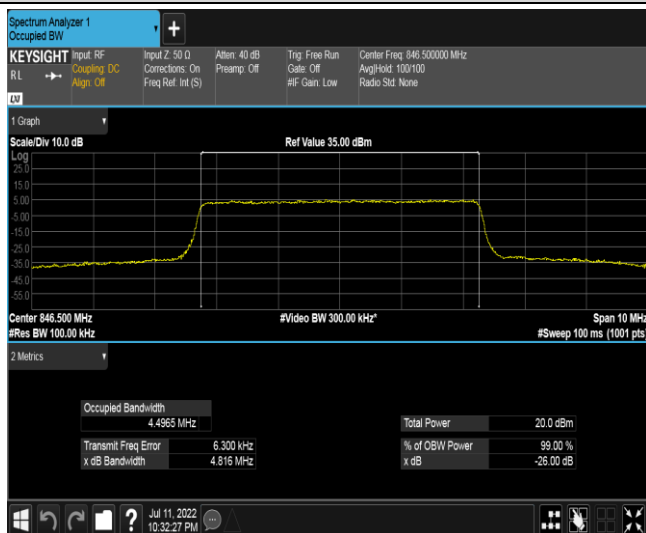 Spectrum Analyzer 1
Occupied BW
+
KEYSIGHT Input: RF Input Z: 50 Ω Atten: 40 dB Trig: Free Run Center Freq: 846.500000 MHz
RL Coupling: DC Corrections: On Preamp: Off Gate: Off Avg|Hold: 100/100
Align: Off Freq Ref: Int (S) #IF Gain: Low Radio Std: None
LXI
1 Graph
Scale/Div 10.0 dB Ref Value 35.00 dBm
Log
25.0
15.0
5.00
-5.00
-15.0
-25.0
-35.0
-45.0
-55.0
Center 846.500 MHz #Video BW 300.00 kHz* Span 10 MHz
#Res BW 100.00 kHz #Sweep 100 ms (1001 pts)
2 Metrics
Occupied Bandwidth
4.4965 MHz Total Power 20.0 dBm
Transmit Freq Error 6.300 kHz % of OBW Power 99.00 %
x dB Bandwidth 4.816 MHz x dB -26.00 dB
? Jul 11, 2022
10:32:27 PM